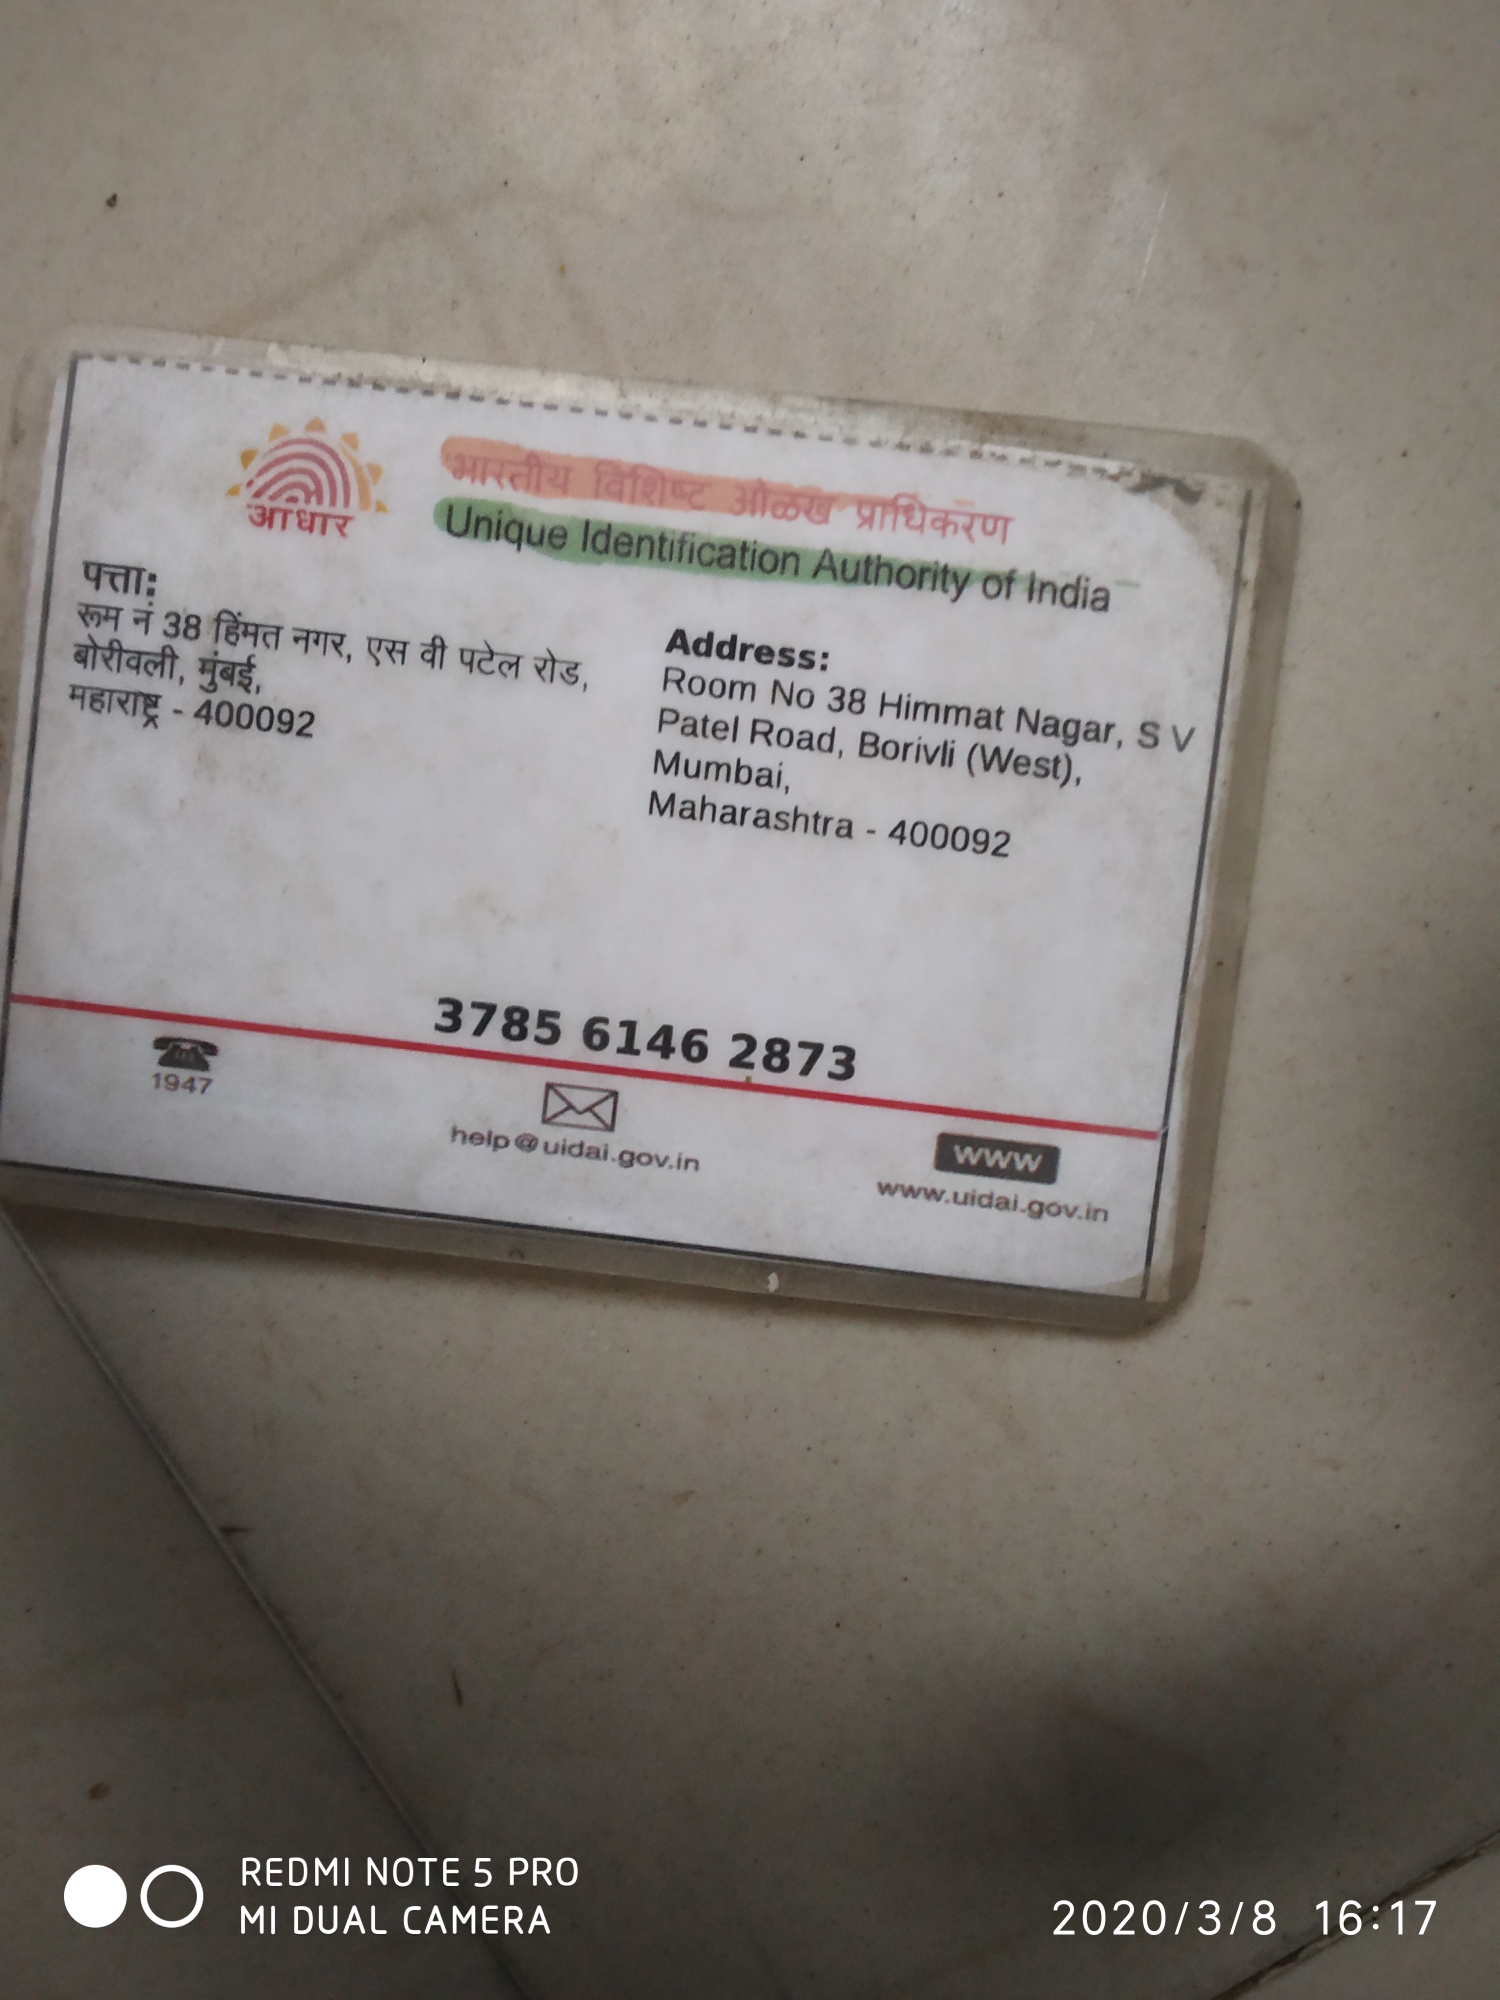 आधार
भारतीय विशिष्ट ओळख प्राधिकरण
Unique Identification Authority of India
पत्ता:
रूम नं 38 हिंमत नगर, एस वी पटेल रोड,
बोरीवली, मुंबई,
महाराष्ट्र - 400092
Address:
Room No 38 Himmat Nagar, S V
Patel Road, Borivli (West),
Mumbai,
Maharashtra - 400092
3785 6146 2873
1947
help@uidai.gov.in
www
www.uidai.gov.in
REDMI NOTE 5 PRO
MI DUAL CAMERA
2020/3/8 16:17